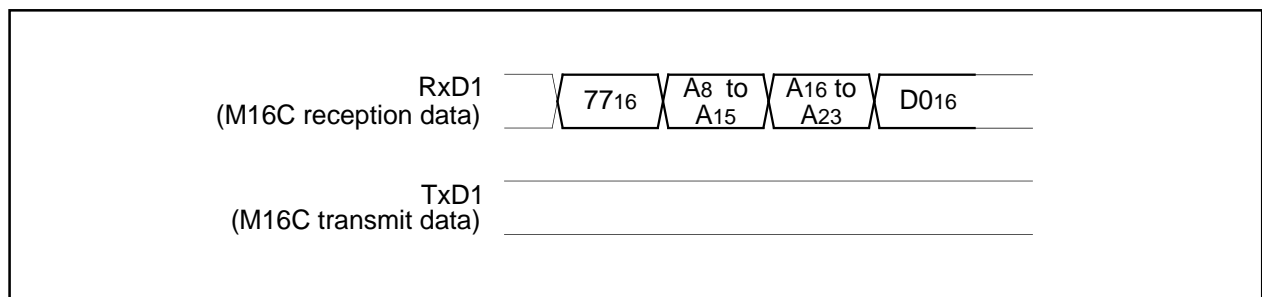 RxD1
(M16C reception data)
7716
A8 to
A15
A16 to
A23
D016
TxD1
(M16C transmit data)